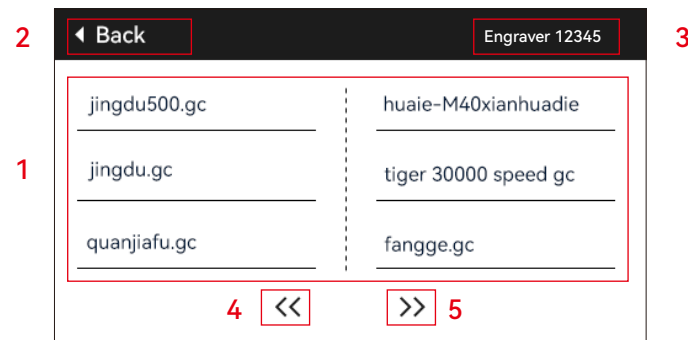 2
Back
Engraver 12345
3
1
jingdu500.gc
huaie-M40xianhuadie
jingdu.gc
tiger 30000 speed gc
quanjiafu.gc
fangge.gc
4
<<
>>
5